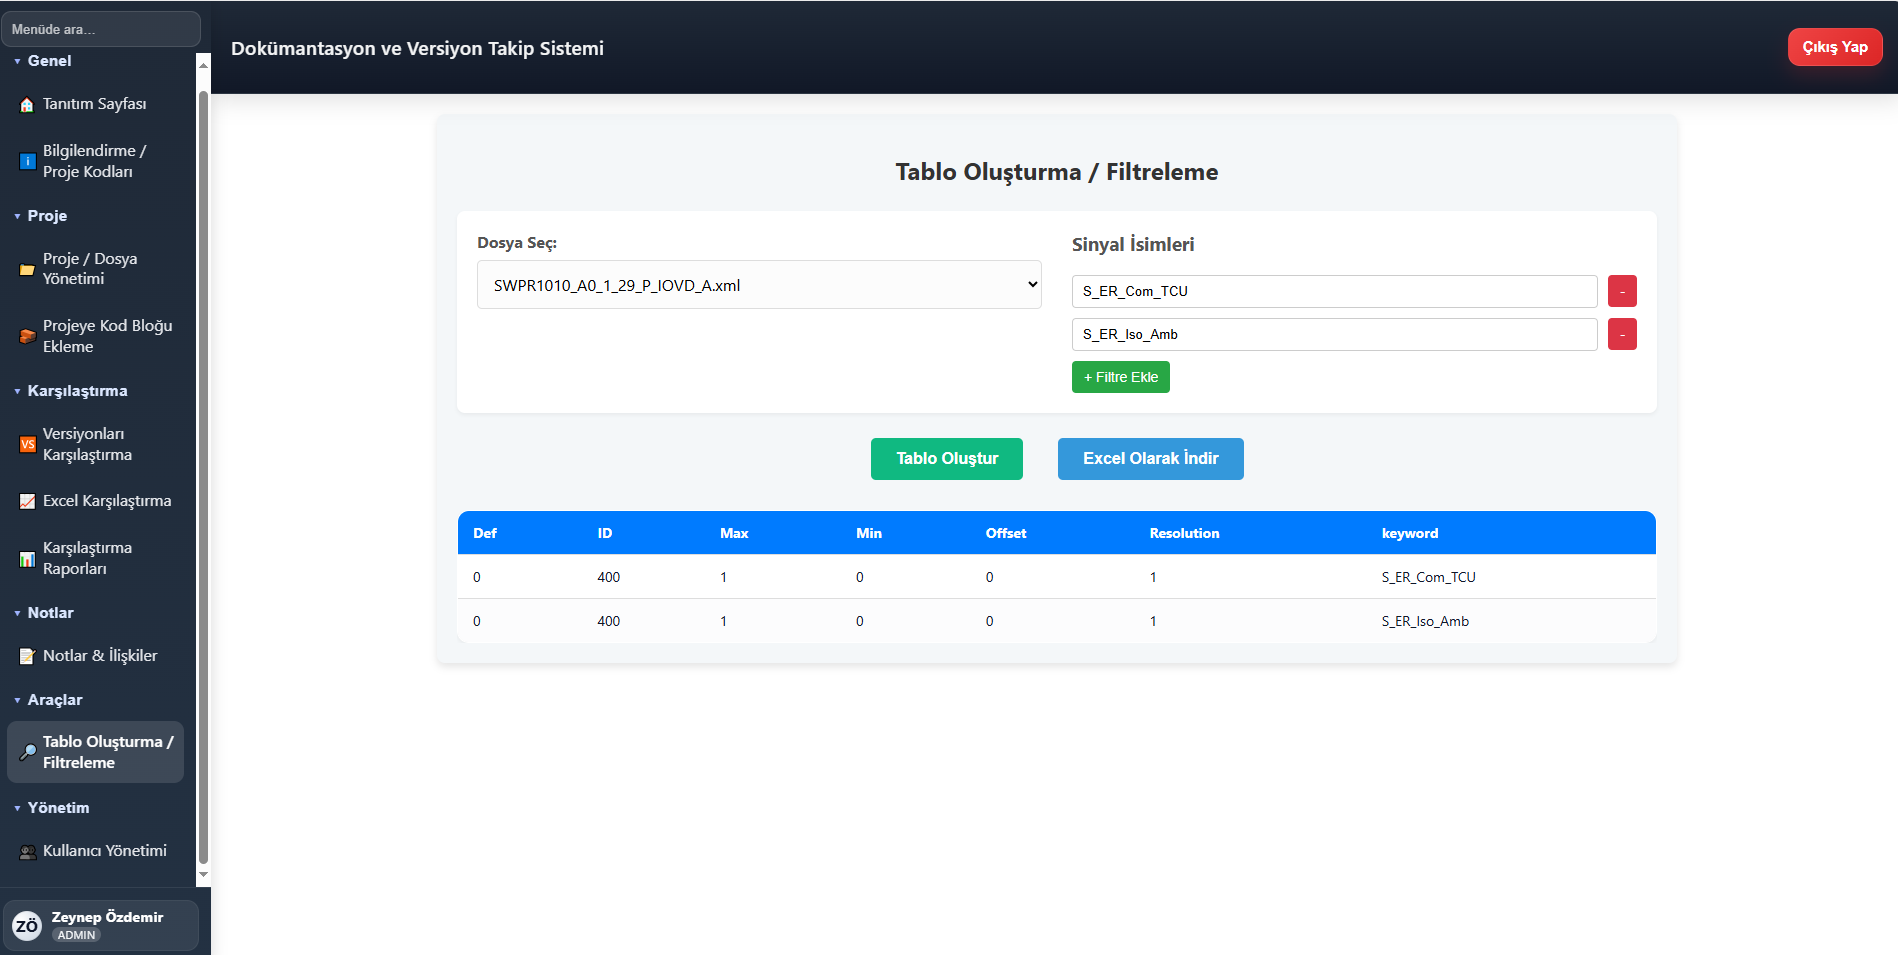 Menüde ara...
Genel
Tanıtım Sayfası
Bilgilendirme /
Proje Kodları
Proje
Proje / Dosya
Yönetimi
Projeye Kod Bloğu
Ekleme
Karşılaştırma
VS
Versiyonları
Karşılaştırma
Excel Karşılaştırma
Karşılaştırma
Raporları
Notlar
Notlar & İlişkiler
Araçlar
Tablo Oluşturma /
Filtreleme
Yönetim
Kullanıcı Yönetimi
ZÖ
Zeynep Özdemir
ADMIN
Dokümantasyon ve Versiyon Takip Sistemi
Çıkış Yap
Tablo Oluşturma / Filtreleme
Dosya Seç:
SWPR1010_A0_1_29_P_IOVD_A.xml
Sinyal İsimleri
S_ER_Com_TCU
-
S_ER_Iso_Amb
-
+ Filtre Ekle
Tablo Oluştur
Excel Olarak İndir
Def ID Max Min Offset Resolution keyword
0 400 1 0 0 1 S_ER_Com_TCU
0 400 1 0 0 1 S_ER_Iso_Amb